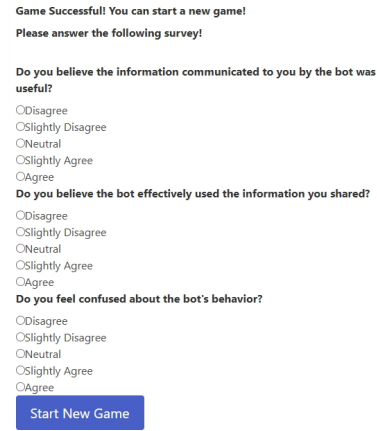 Game Successful! You can start a new game!
Please answer the following survey!
Do you believe the information communicated to you by the bot was
useful?
Disagree
Slightly Disagree
Neutral
Slightly Agree
Agree
Do you believe the bot effectively used the information you shared?
Disagree
Slightly Disagree
Neutral
Slightly Agree
Agree
Do you feel confused about the bot's behavior?
Disagree
Slightly Disagree
Neutral
Slightly Agree
Agree
Start New Game